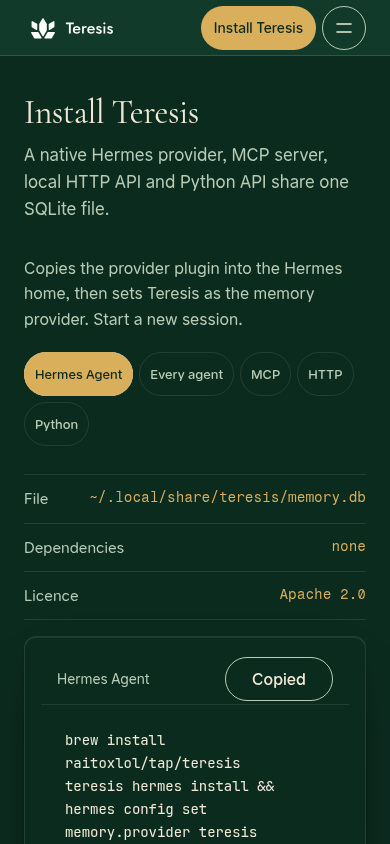 Teresis
Install Teresis
Install Teresis
A native Hermes provider, MCP server,
local HTTP API and Python API share one
SQLite file.
Copies the provider plugin into the Hermes
home, then sets Teresis as the memory
provider. Start a new session.
Hermes Agent
Every agent
MCP
HTTP
Python
File ~/.local/share/teresis/memory.db
Dependencies none
Licence Apache 2.0
Hermes Agent
Copied
brew install
raitoxlol/tap/teresis
teresis hermes install &&
hermes config set
memory.provider teresis